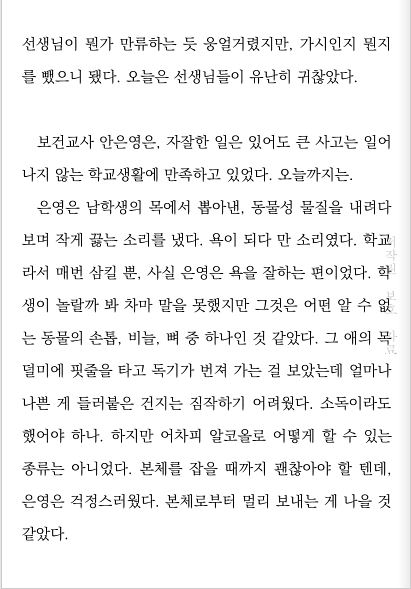 선생님이 뭔가 만류하는 듯 웅얼거렸지만, 가시인지 뭔지
를 뺐으니 됐다. 오늘은 선생님들이 유난히 귀찮았다.
보건교사 안은영은, 자잘한 일은 있어도 큰 사고는 일어
나지 않는 학교생활에 만족하고 있었다. 오늘까지는.
은영은 남학생의 목에서 뽑아낸, 동물성 물질을 내려다
보며 작게 끓는 소리를 냈다. 욕이 되다 만 소리였다. 학교
라서 매번 삼킬 뿐, 사실 은영은 욕을 잘하는 편이었다. 학
생이 놀랄까 봐 차마 말을 못했지만 그것은 어떤 알 수 없
는 동물의 손톱, 비늘, 뼈 중 하나인 것 같았다. 그 애의 목
덜미에 핏줄을 타고 독기가 번져 가는 걸 보았는데 얼마나
나쁜 게 들러붙은 건지는 짐작하기 어려웠다. 소독이라도
했어야 하나. 하지만 어차피 알코올로 어떻게 할 수 있는
종류는 아니었다. 본체를 잡을 때까지 괜찮아야 할 텐데,
은영은 걱정스러웠다. 본체로부터 멀리 보내는 게 나을 것
같았다.